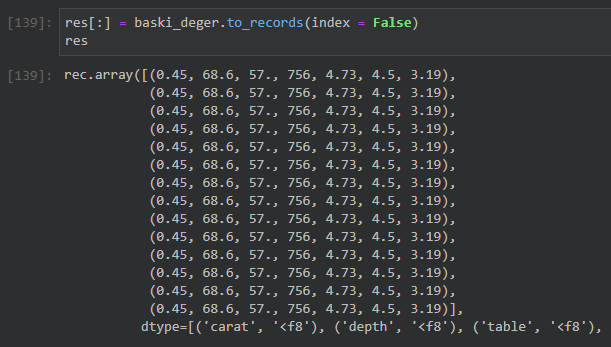 [139]: res[:] = baski_deger.to_records(index = False)
res
[139]: rec.array([(0.45, 68.6, 57., 756, 4.73, 4.5, 3.19),
(0.45, 68.6, 57., 756, 4.73, 4.5, 3.19),
(0.45, 68.6, 57., 756, 4.73, 4.5, 3.19),
(0.45, 68.6, 57., 756, 4.73, 4.5, 3.19),
(0.45, 68.6, 57., 756, 4.73, 4.5, 3.19),
(0.45, 68.6, 57., 756, 4.73, 4.5, 3.19),
(0.45, 68.6, 57., 756, 4.73, 4.5, 3.19),
(0.45, 68.6, 57., 756, 4.73, 4.5, 3.19),
(0.45, 68.6, 57., 756, 4.73, 4.5, 3.19),
(0.45, 68.6, 57., 756, 4.73, 4.5, 3.19),
(0.45, 68.6, 57., 756, 4.73, 4.5, 3.19),
(0.45, 68.6, 57., 756, 4.73, 4.5, 3.19),
(0.45, 68.6, 57., 756, 4.73, 4.5, 3.19),
(0.45, 68.6, 57., 756, 4.73, 4.5, 3.19)],
dtype=[('carat', '<f8'), ('depth', '<f8'), ('table', '<f8'),